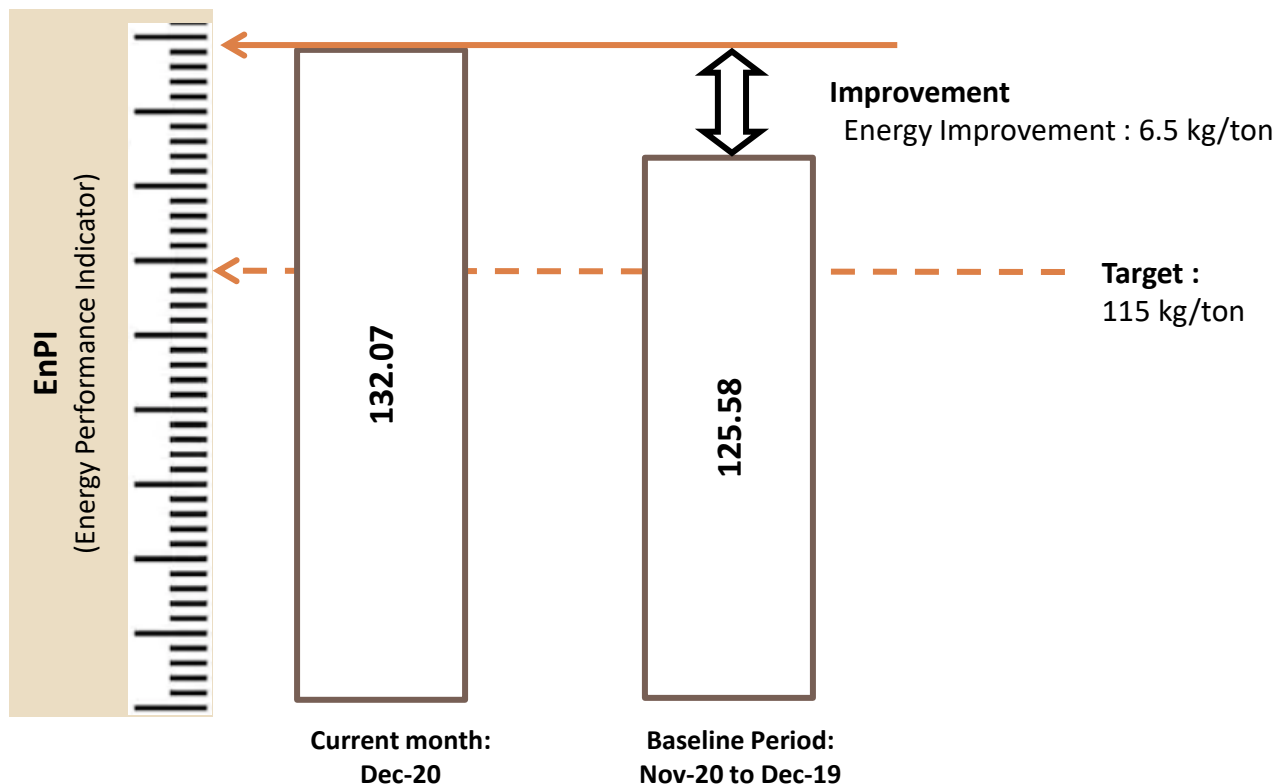 EnPI
(Energy Performance Indicator)
132.07
125.58
Improvement
Energy Improvement : 6.5 kg/ton
Target :
115 kg/ton
Current month:
Dec-20
Baseline Period:
Nov-20 to Dec-19